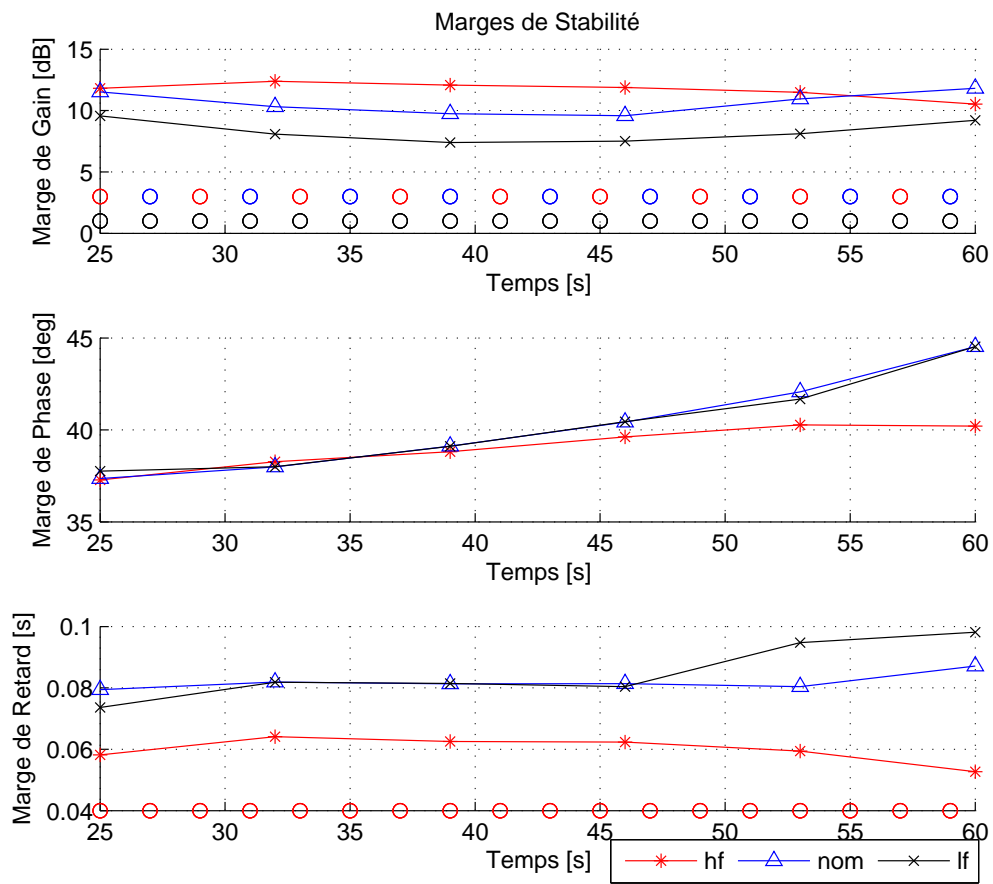 Marges de Stabilité
Marge de Gain [dB]
15
10
5
0
25 30 35 40 45 50 55 60
Temps [s]
Marge de Phase [deg]
45
40
35
25 30 35 40 45 50 55 60
Temps [s]
Marge de Retard [s]
0.1
0.08
0.06
0.04
25 30 35 40 45 50 55 60
Temps [s]
hf nom lf